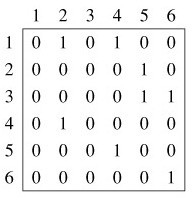 1 2 3 4 5 6
1 0 1 0 1 0 0
2 0 0 0 0 1 0
3 0 0 0 0 1 1
4 0 1 0 0 0 0
5 0 0 0 1 0 0
6 0 0 0 0 0 1